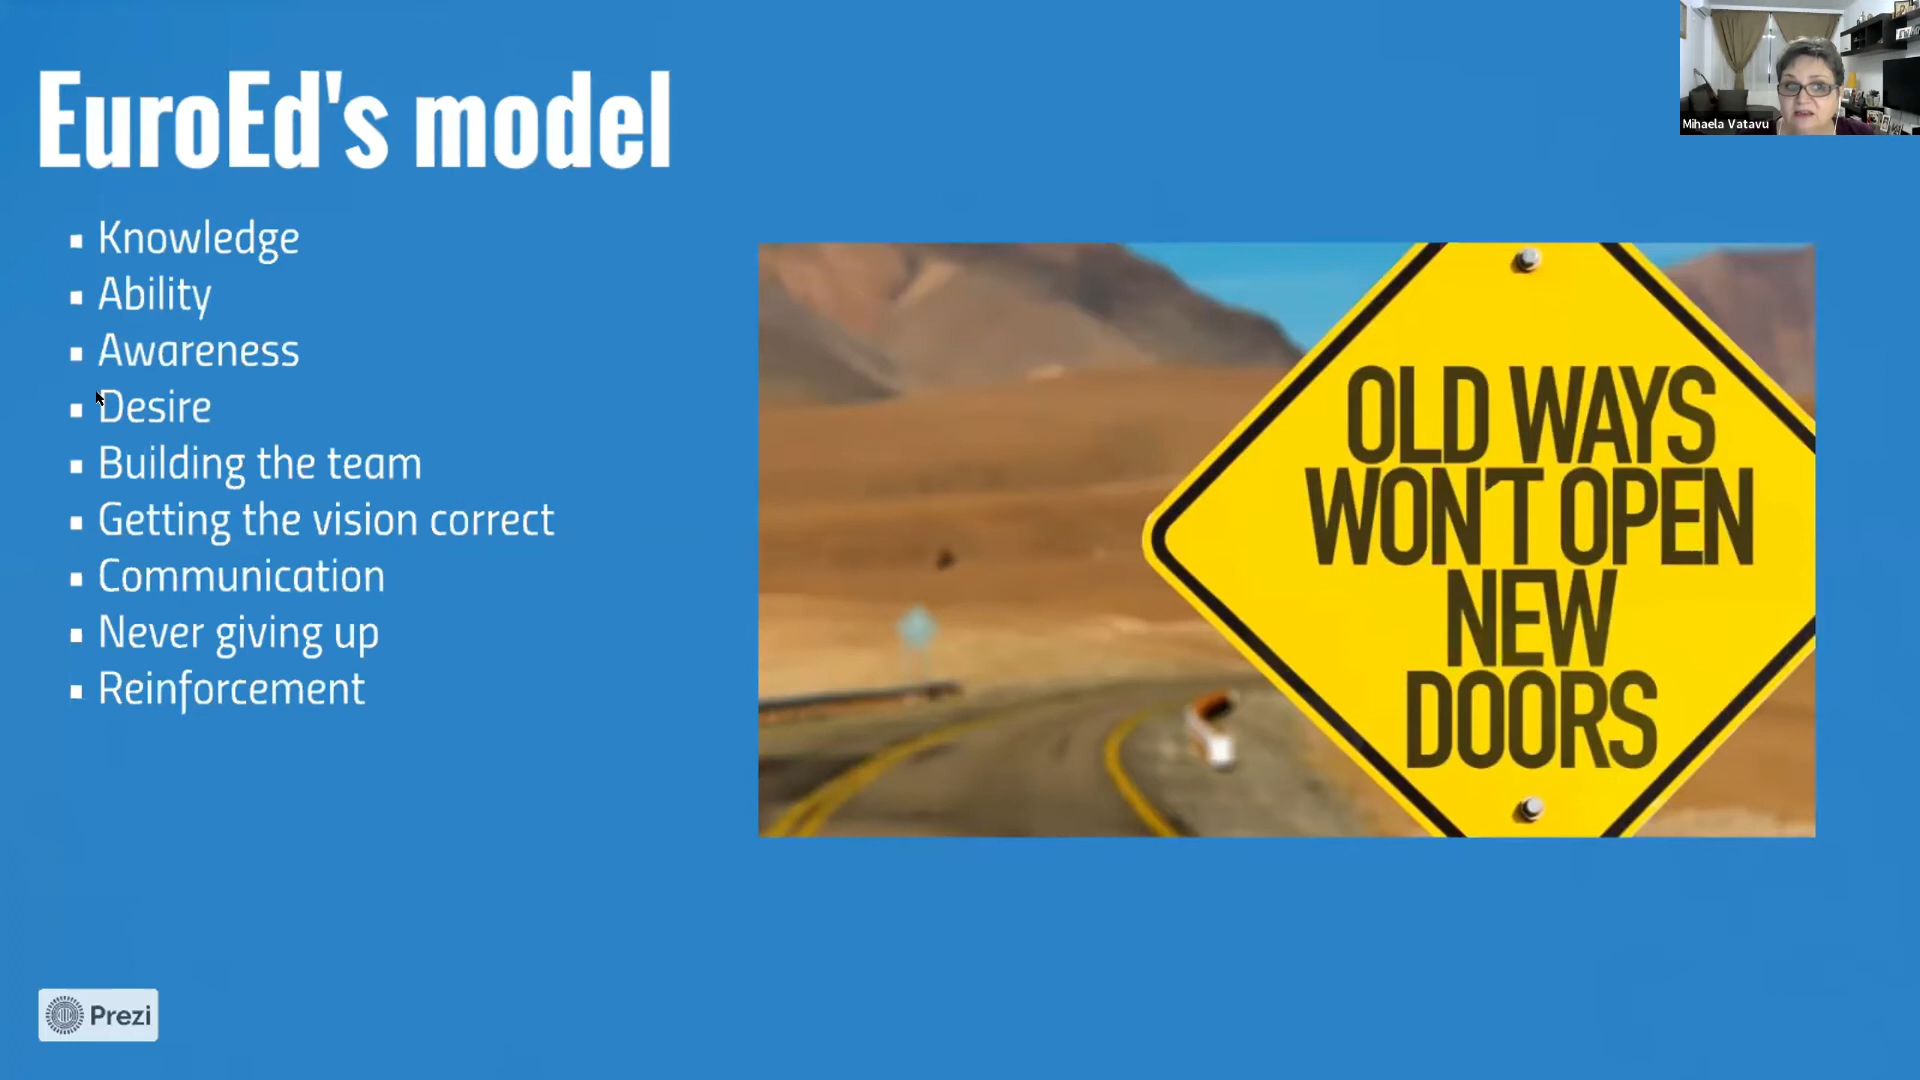 EuroEd's model
Knowledge
Ability
Awareness
Desire
Building the team
Getting the vision correct
Communication
Never giving up
Reinforcement
OLD WAYS
WON'T OPEN
NEW
DOORS
Mihaela Vatavu
Prezi